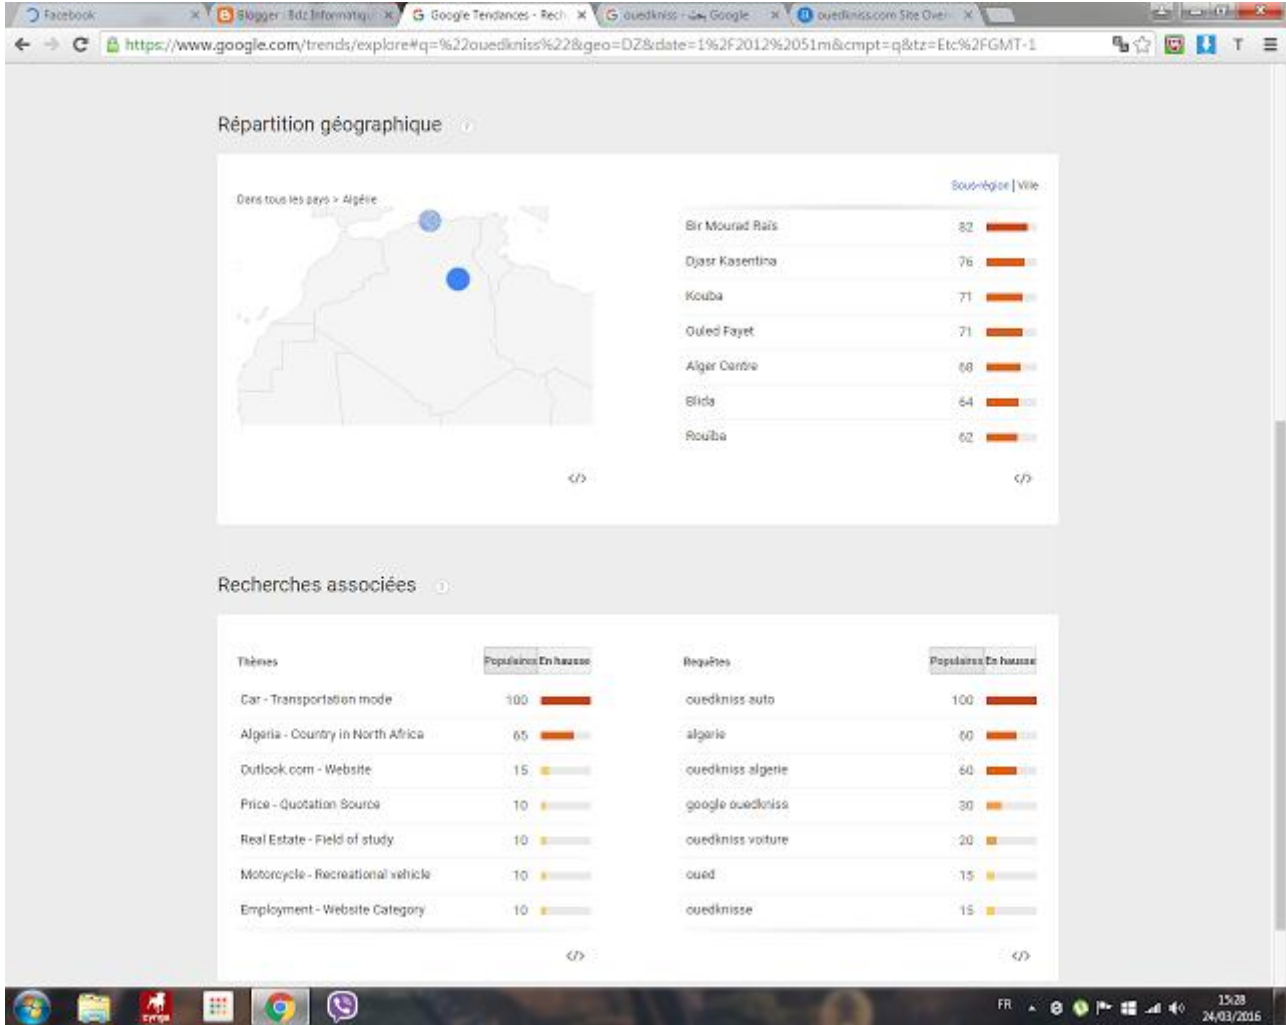 Facebook
Blogger : Bdz Informatiqu
Google Tendances - Rech
ouedkniss - بحث Google
ouedkniss.com Site Over
https://www.google.com/trends/explore#q=%22ouedkniss%22&geo=DZ&date=1%2F2012%2051m&cmpt=q&tz=Etc%2FGMT-1
Répartition géographique ?
Dans tous les pays > Algérie
Sous-région | Ville
Bir Mourad Raïs 82
Djasr Kasentina 76
Kouba 71
Ouled Fayet 71
Alger Centre 68
Blida 64
Rouïba 62
</> </>
Recherches associées ?
Thèmes Populaires En hausse
Car - Transportation mode 100
Algeria - Country in North Africa 65
Outlook.com - Website 15
Price - Quotation Source 10
Real Estate - Field of study 10
Motorcycle - Recreational vehicle 10
Employment - Website Category 10
</>
Requêtes Populaires En hausse
ouedkniss auto 100
algerie 60
ouedkniss algerie 60
google ouedkniss 30
ouedkniss voiture 20
oued 15
ouedknisse 15
</>
zynga
FR
15:28
24/03/2016